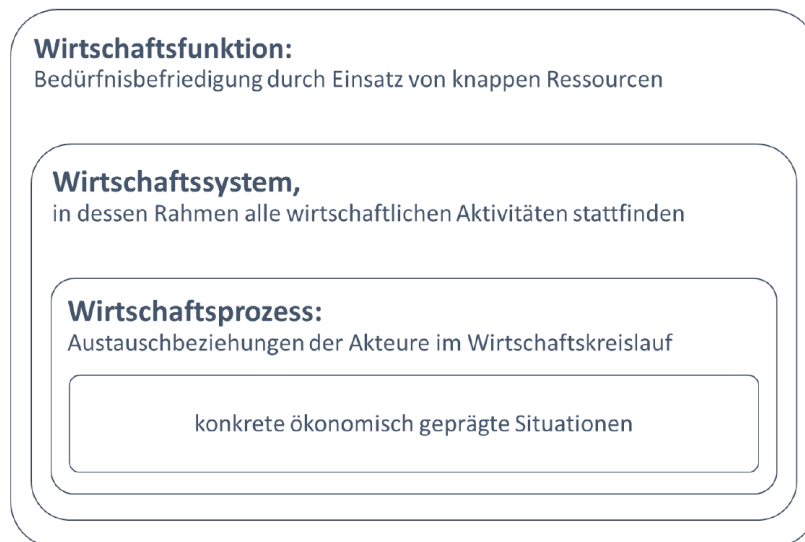 Wirtschaftsfunktion:
Bedürfnisbefriedigung durch Einsatz von knappen Ressourcen
Wirtschaftssystem,
in dessen Rahmen alle wirtschaftlichen Aktivitäten stattfinden
Wirtschaftsprozess:
Austauschbeziehungen der Akteure im Wirtschaftskreislauf
konkrete ökonomisch geprägte Situationen